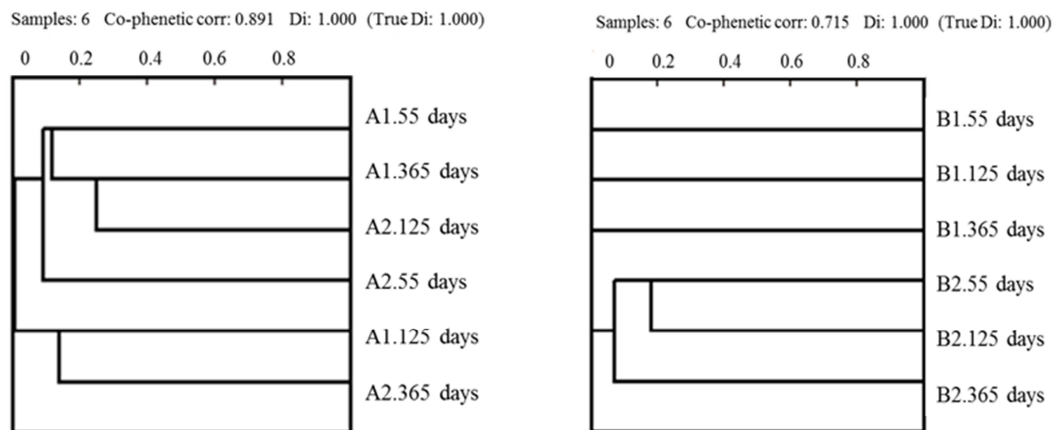 Samples: 6 Co-phenetic corr: 0.891 Di: 1.000 (True Di: 1.000)
0 0.2 0.4 0.6 0.8
A1.55 days
A1.365 days
A2.125 days
A2.55 days
A1.125 days
A2.365 days
Samples: 6 Co-phenetic corr: 0.715 Di: 1.000 (True Di: 1.000)
0 0.2 0.4 0.6 0.8
B1.55 days
B1.125 days
B1.365 days
B2.55 days
B2.125 days
B2.365 days